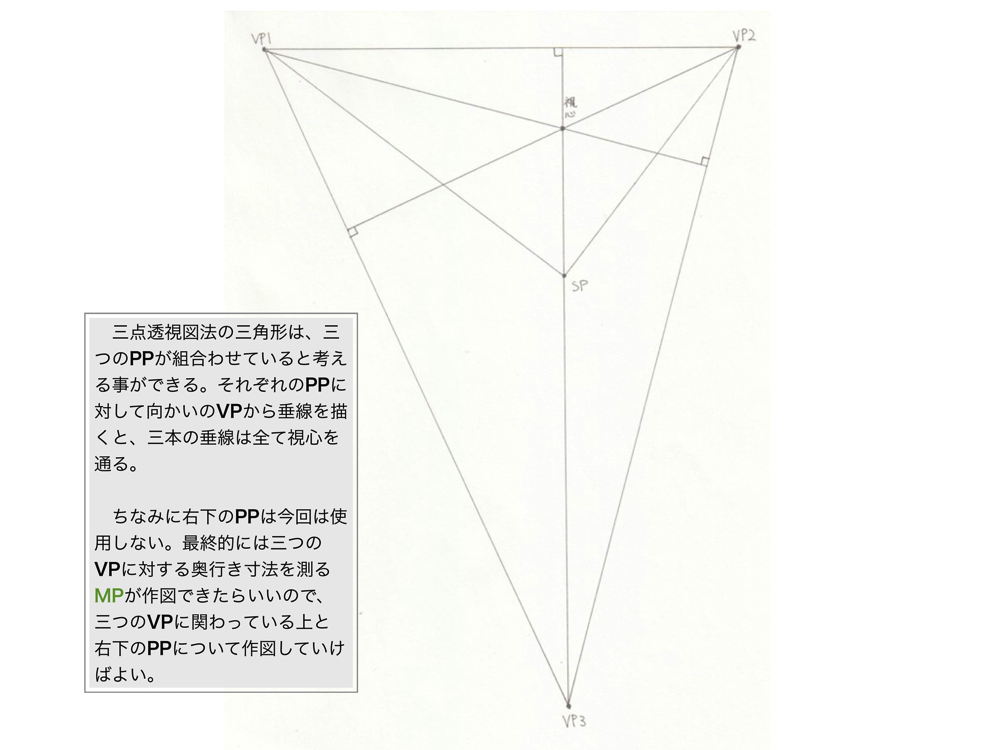 VP1
VP2
視心
SP
三点透視図法の三角形は、三
つのPPが組合わせていると考え
る事ができる。それぞれのPPに
対して向かいのVPから垂線を描
くと、三本の垂線は全て視心を
通る。
ちなみに右下のPPは今回は使
用しない。最終的には三つの
VPに対する奥行き寸法を測る
MPが作図できたらいいので、
三つのVPに関わっている上と
右下のPPについて作図していけ
ばよい。
VP3